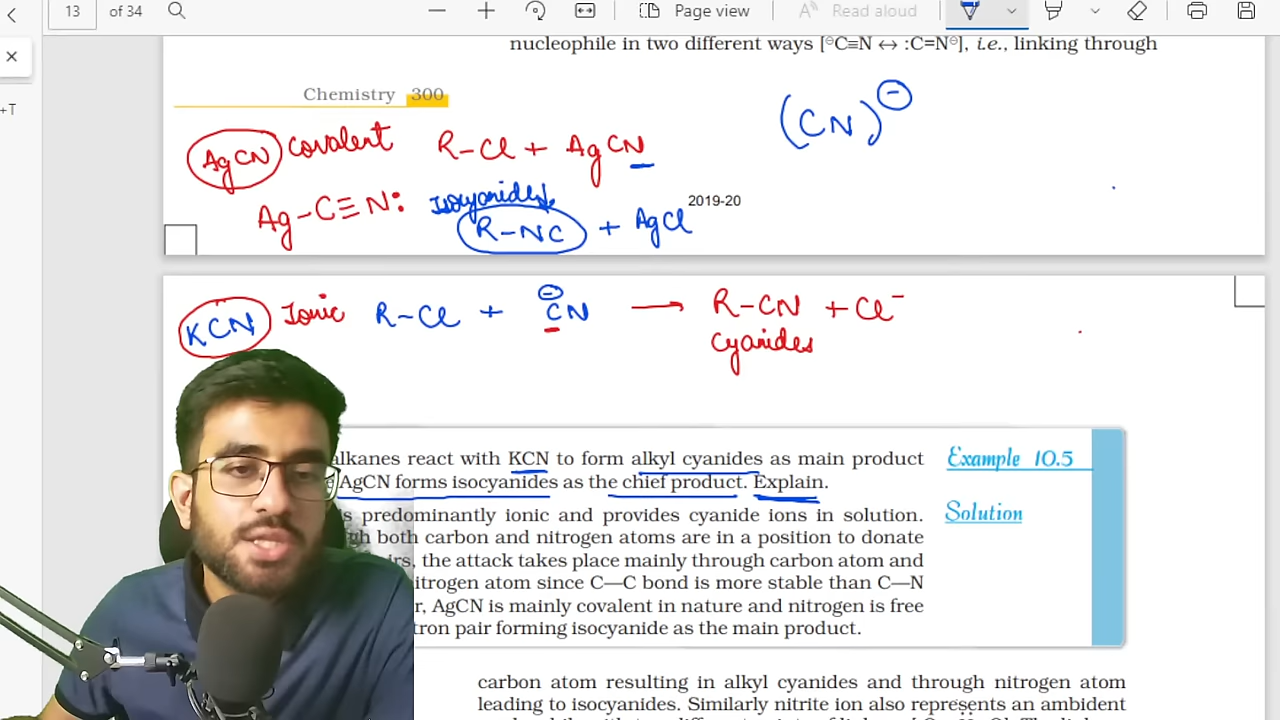 13 of 34 Page view Read aloud
+T
nucleophile in two different ways [⊖C≡N ↔ :C=N⊖], i.e., linking through
Chemistry 300
(CN)⊖
AgCN covalent R-Cl + AgCN
Ag-C≡N: Isocyanides
R-NC + AgCl
2019-20
KCN Ionic R-Cl + ⊖CN → R-CN + Cl⁻
cyanides
alkanes react with KCN to form alkyl cyanides as main product
AgCN forms isocyanides as the chief product. Explain.
Example 10.5
Solution
predominantly ionic and provides cyanide ions in solution.
both carbon and nitrogen atoms are in a position to donate
the attack takes place mainly through carbon atom and
itrogen atom since C—C bond is more stable than C—N
AgCN is mainly covalent in nature and nitrogen is free
tron pair forming isocyanide as the main product.
carbon atom resulting in alkyl cyanides and through nitrogen atom
leading to isocyanides. Similarly nitrite ion also represents an ambident